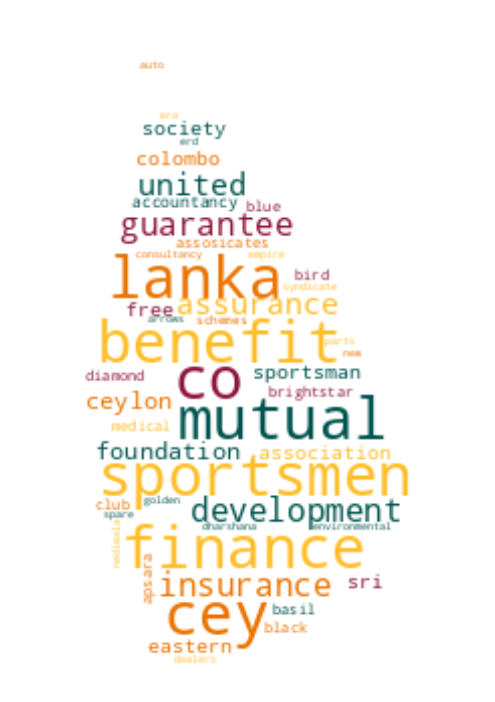 auto
era
society
erd
colombo
united
accountancy blue
guarantee
assosicates
consultancy empire
lanka bird
syndicate
free assurance
arrows schemes
benefit parts
new
diamond co sportsman
brightstar
ceylon mutual
medical
foundation association
sportsmen
club golden
spare development
dharshana environmental
nedimala finance
apsara insurance sri
cey basil
black
eastern
dealers